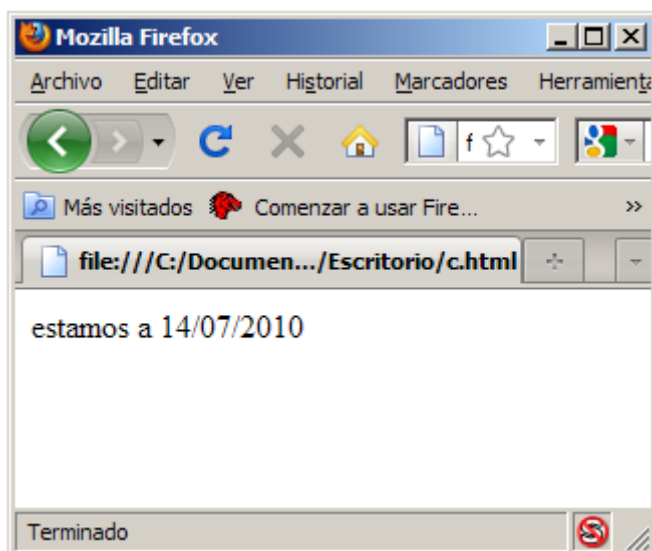 Mozilla Firefox
Archivo Editar Ver Historial Marcadores Herramienta
f
Más visitados Comenzar a usar Fire...
file:///C:/Documen.../Escritorio/c.html
estamos a 14/07/2010
Terminado